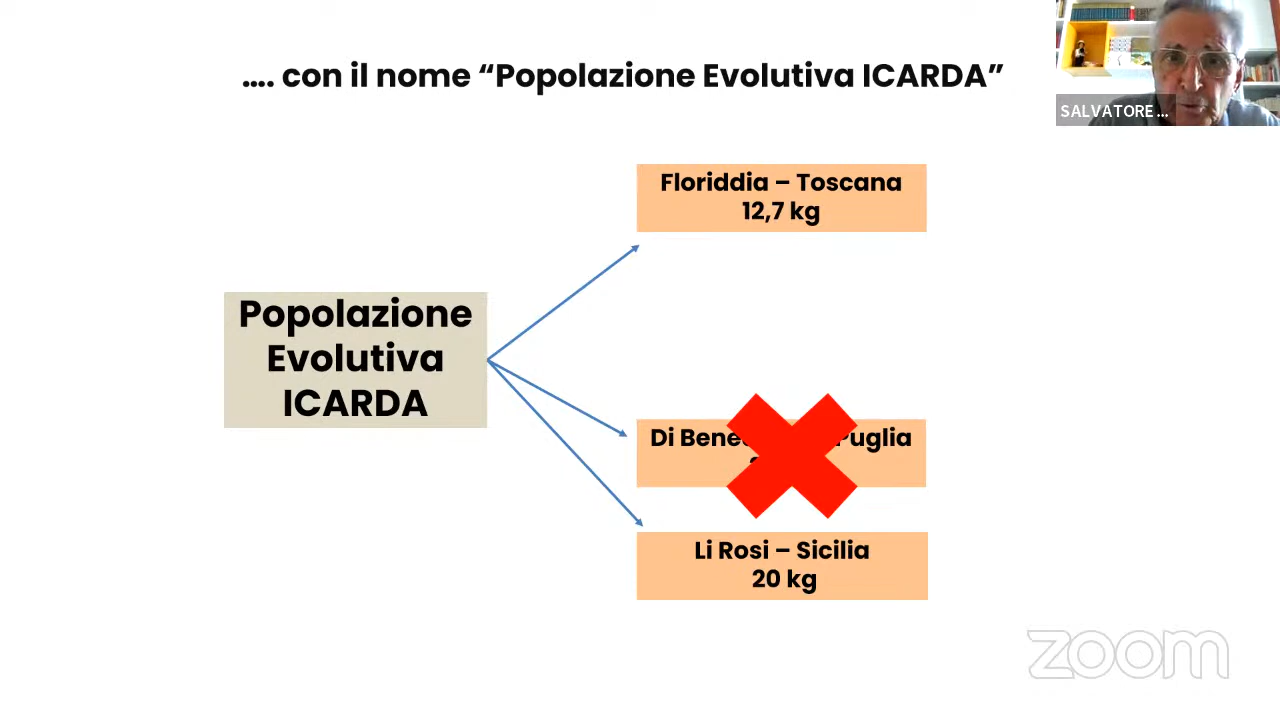 …. con il nome “Popolazione Evolutiva ICARDA”
SALVATORE ...
Floriddia – Toscana
12,7 kg
Popolazione
Evolutiva
ICARDA
Di Puglia
Li Rosi – Sicilia
20 kg
zoom